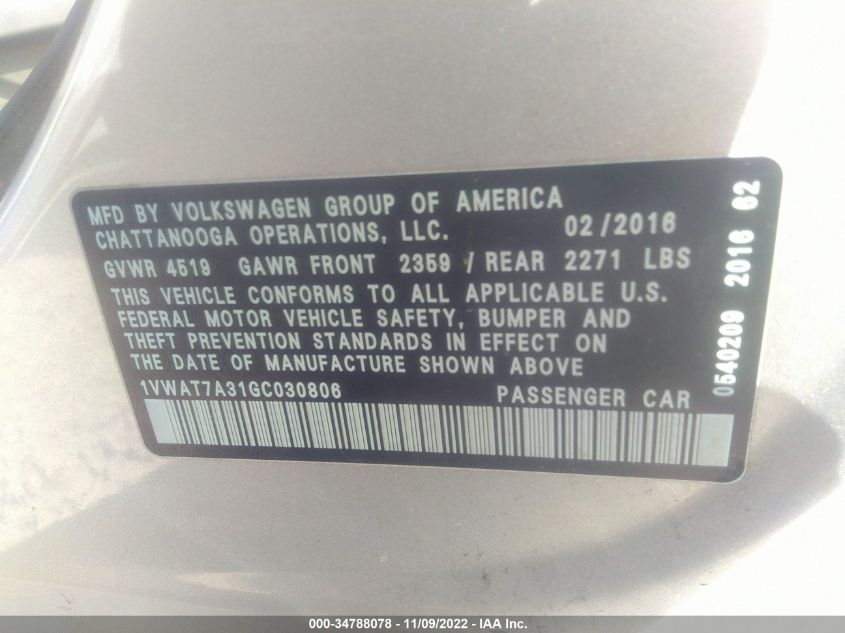 MFD BY VOLKSWAGEN GROUP OF AMERICA
CHATTANOOGA OPERATIONS, LLC. 02/2016
GVWR 4519 GAWR FRONT 2359 / REAR 2271 LBS
THIS VEHICLE CONFORMS TO ALL APPLICABLE U.S.
FEDERAL MOTOR VEHICLE SAFETY, BUMPER AND
THEFT PREVENTION STANDARDS IN EFFECT ON
THE DATE OF MANUFACTURE SHOWN ABOVE
1VWAT7A31GC030806 PASSENGER CAR
0540209 2016 62
000-34788078 - 11/09/2022 - IAA Inc.